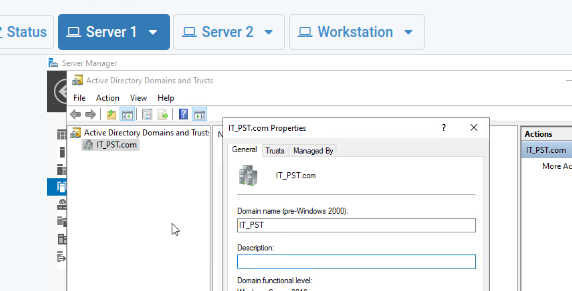 Status
Server 1
Server 2
Workstation
Server Manager
Active Directory Domains and Trusts
File Action View Help
Active Directory Domains and Trust
IT_PST.com
IT_PST.com Properties
General Trusts Managed By
IT_PST.com
Domain name (pre-Windows 2000):
IT_PST
Description:
Domain functional level:
Actions
IT_PST.com
More Ac